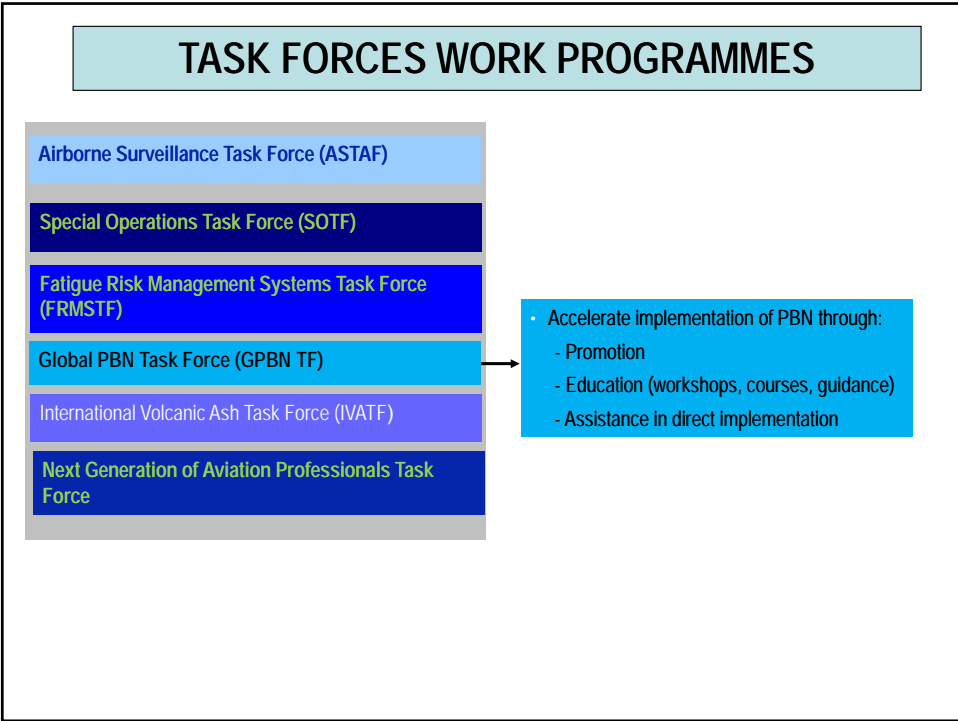 TASK FORCES WORK PROGRAMMES
Airborne Surveillance Task Force (ASTAF)
Special Operations Task Force (SOTF)
Fatigue Risk Management Systems Task Force
(FRMSTF)
Global PBN Task Force (GPBN TF)
International Volcanic Ash Task Force (IVATF)
Next Generation of Aviation Professionals Task
Force
• Accelerate implementation of PBN through:
- Promotion
- Education (workshops, courses, guidance)
- Assistance in direct implementation